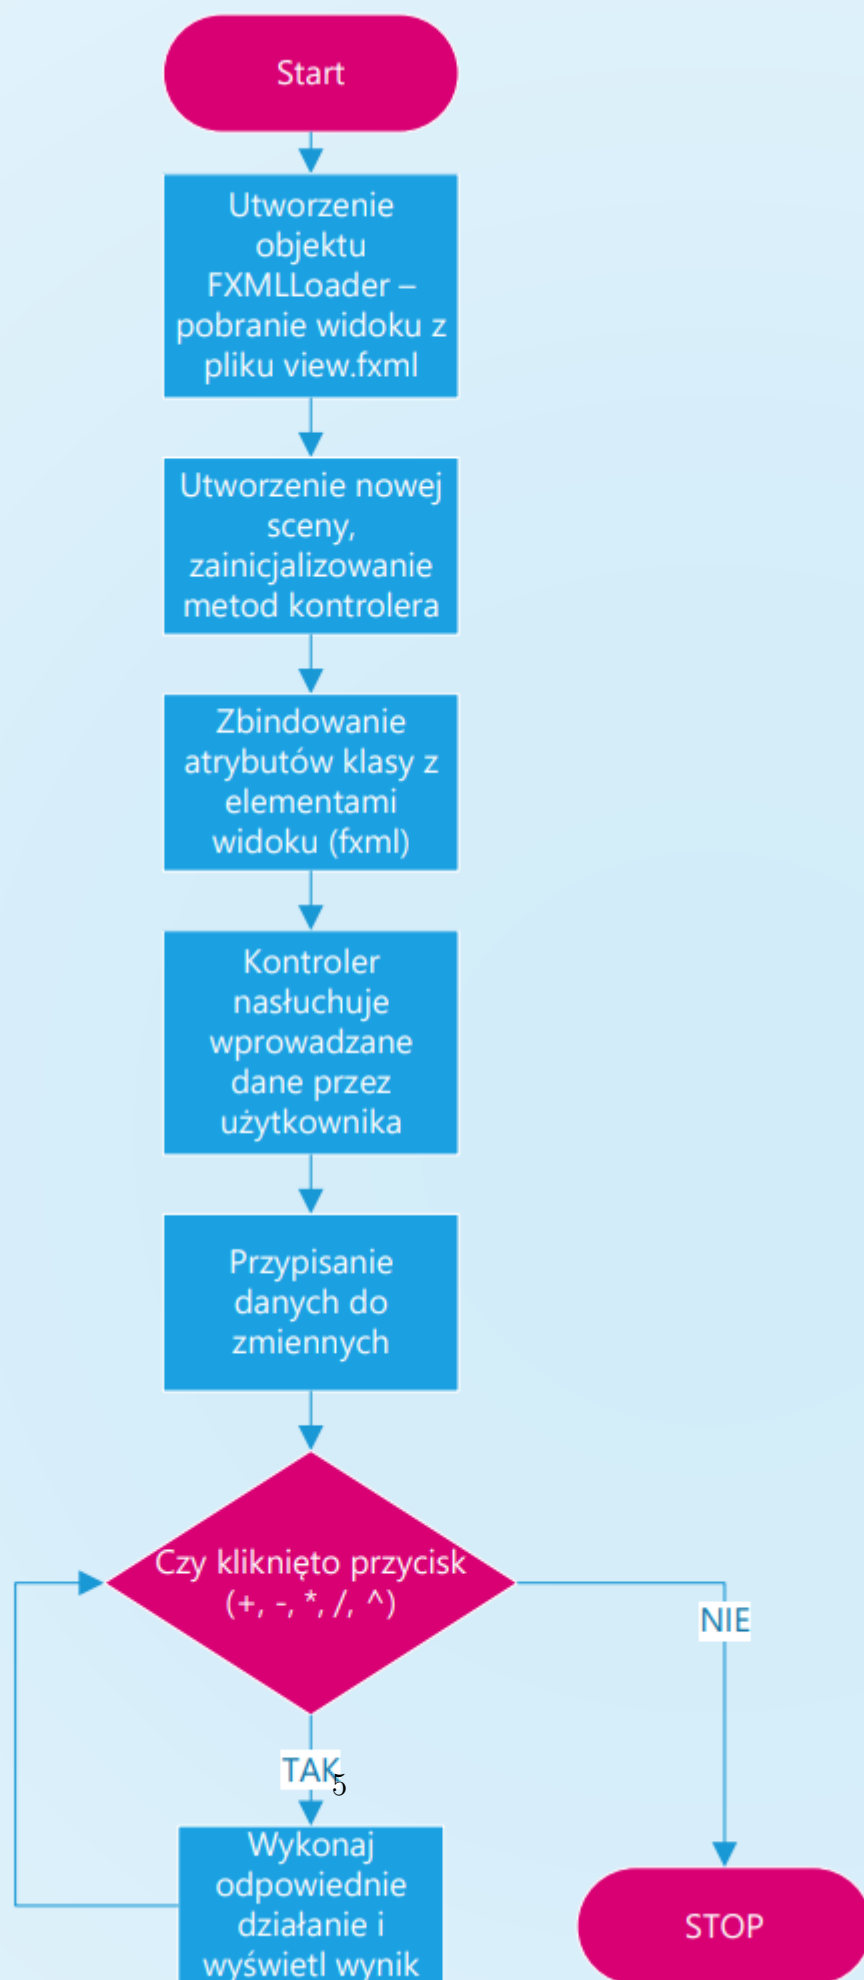 Start
Utworzenie
objektu
FXMLLoader –
pobranie widoku z
pliku view.fxml
Utworzenie nowej
sceny,
zainicjalizowanie
metod kontrolera
Zbindowanie
atrybutów klasy z
elementami
widoku (fxml)
Kontroler
nasłuchuje
wprowadzane
dane przez
użytkownika
Przypisanie
danych do
zmiennych
Czy kliknięto przycisk
(+, -, *, /, ^)
NIE
TAK
5
Wykonaj
odpowiednie
działanie i
wyświetl wynik
STOP